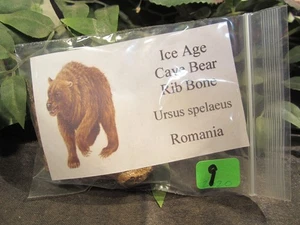 Ice Age
Cave Bear
Rib Bone
Ursus spelaeus
Romania
9